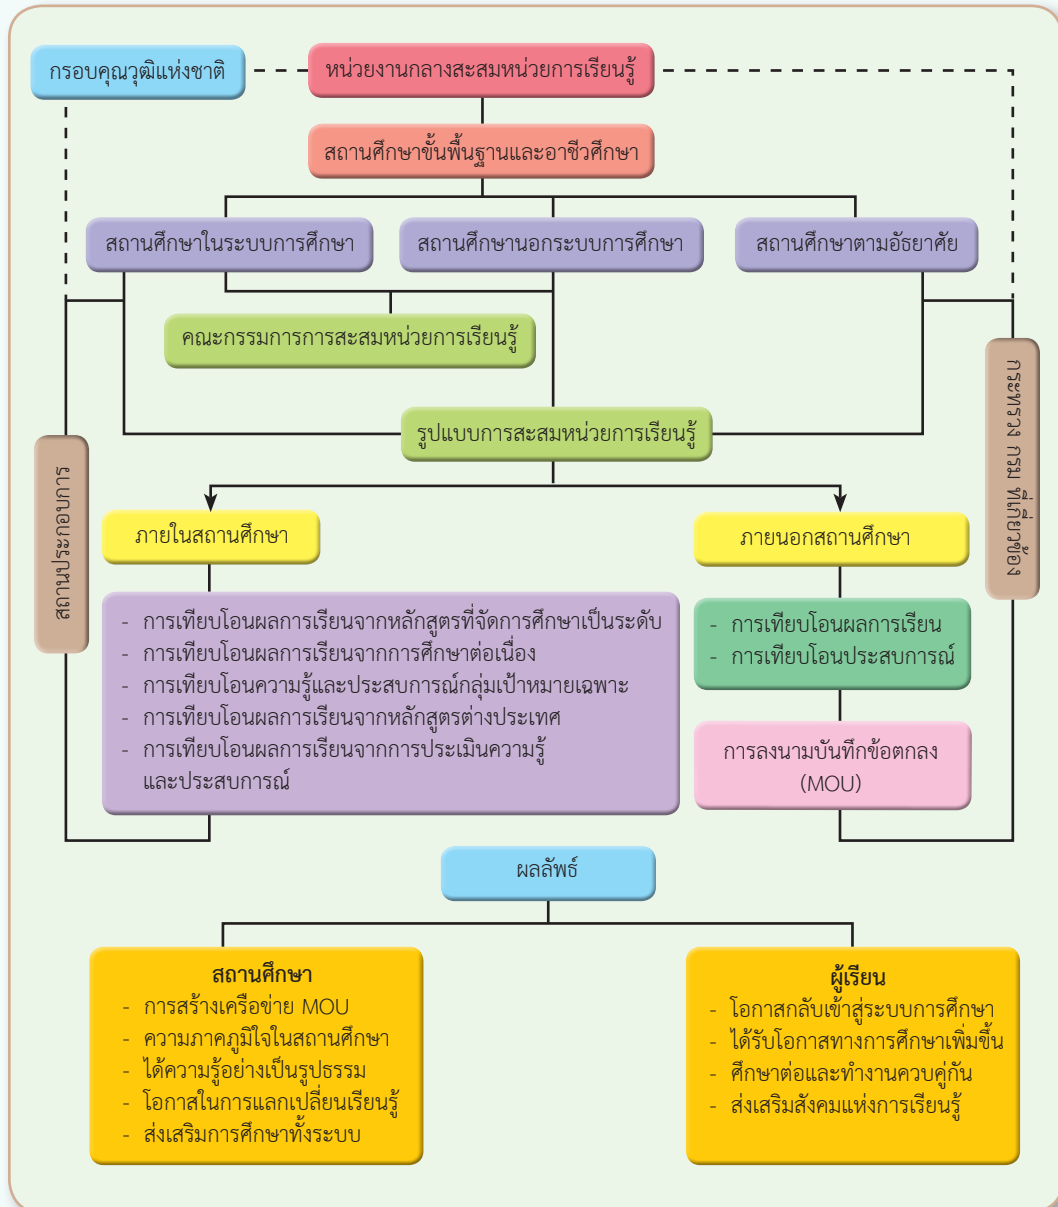 กรอบคุณวุฒิแห่งชาติ
หน่วยงานกลางสะสมหน่วยการเรียนรู้
สถานศึกษาขั้นพื้นฐานและอาชีวศึกษา
สถานศึกษาในระบบการศึกษา
สถานศึกษานอกระบบการศึกษา
สถานศึกษาตามอัธยาศัย
คณะกรรมการการสะสมหน่วยการเรียนรู้
รูปแบบการสะสมหน่วยการเรียนรู้
สถานประกอบการ
กระทรวง กรม ที่เกี่ยวข้อง
ภายในสถานศึกษา
ภายนอกสถานศึกษา
- การเทียบโอนผลการเรียนจากหลักสูตรที่จัดการศึกษาเป็นระดับ
- การเทียบโอนผลการเรียนจากการศึกษาต่อเนื่อง
- การเทียบโอนความรู้และประสบการณ์กลุ่มเป้าหมายเฉพาะ
- การเทียบโอนผลการเรียนจากหลักสูตรต่างประเทศ
- การเทียบโอนผลการเรียนจากการประเมินความรู้
และประสบการณ์
- การเทียบโอนผลการเรียน
- การเทียบโอนประสบการณ์
การลงนามบันทึกข้อตกลง
(MOU)
ผลลัพธ์
สถานศึกษา
- การสร้างเครือข่าย MOU
- ความภาคภูมิใจในสถานศึกษา
- ได้ความรู้อย่างเป็นรูปธรรม
- โอกาสในการแลกเปลี่ยนเรียนรู้
- ส่งเสริมการศึกษาทั้งระบบ
ผู้เรียน
- โอกาสกลับเข้าสู่ระบบการศึกษา
- ได้รับโอกาสทางการศึกษาเพิ่มขึ้น
- ศึกษาต่อและทำงานควบคู่กัน
- ส่งเสริมสังคมแห่งการเรียนรู้